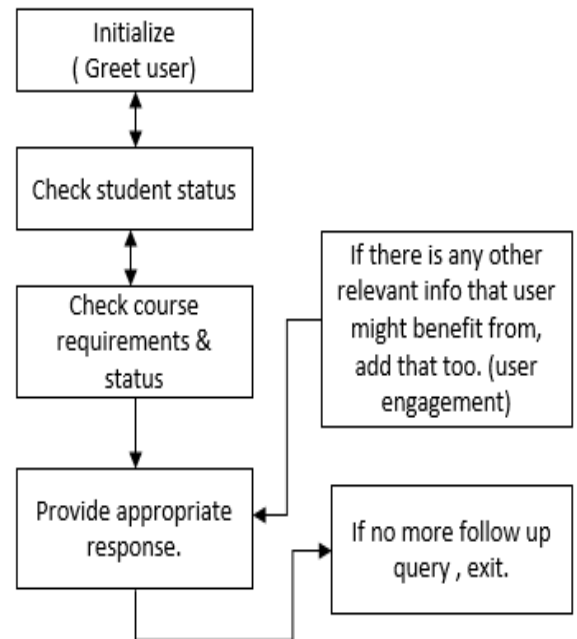 Initialize
( Greet user)
Check student status
Check course
requirements &
status
If there is any other
relevant info that user
might benefit from,
add that too. (user
engagement)
Provide appropriate
response.
If no more follow up
query , exit.